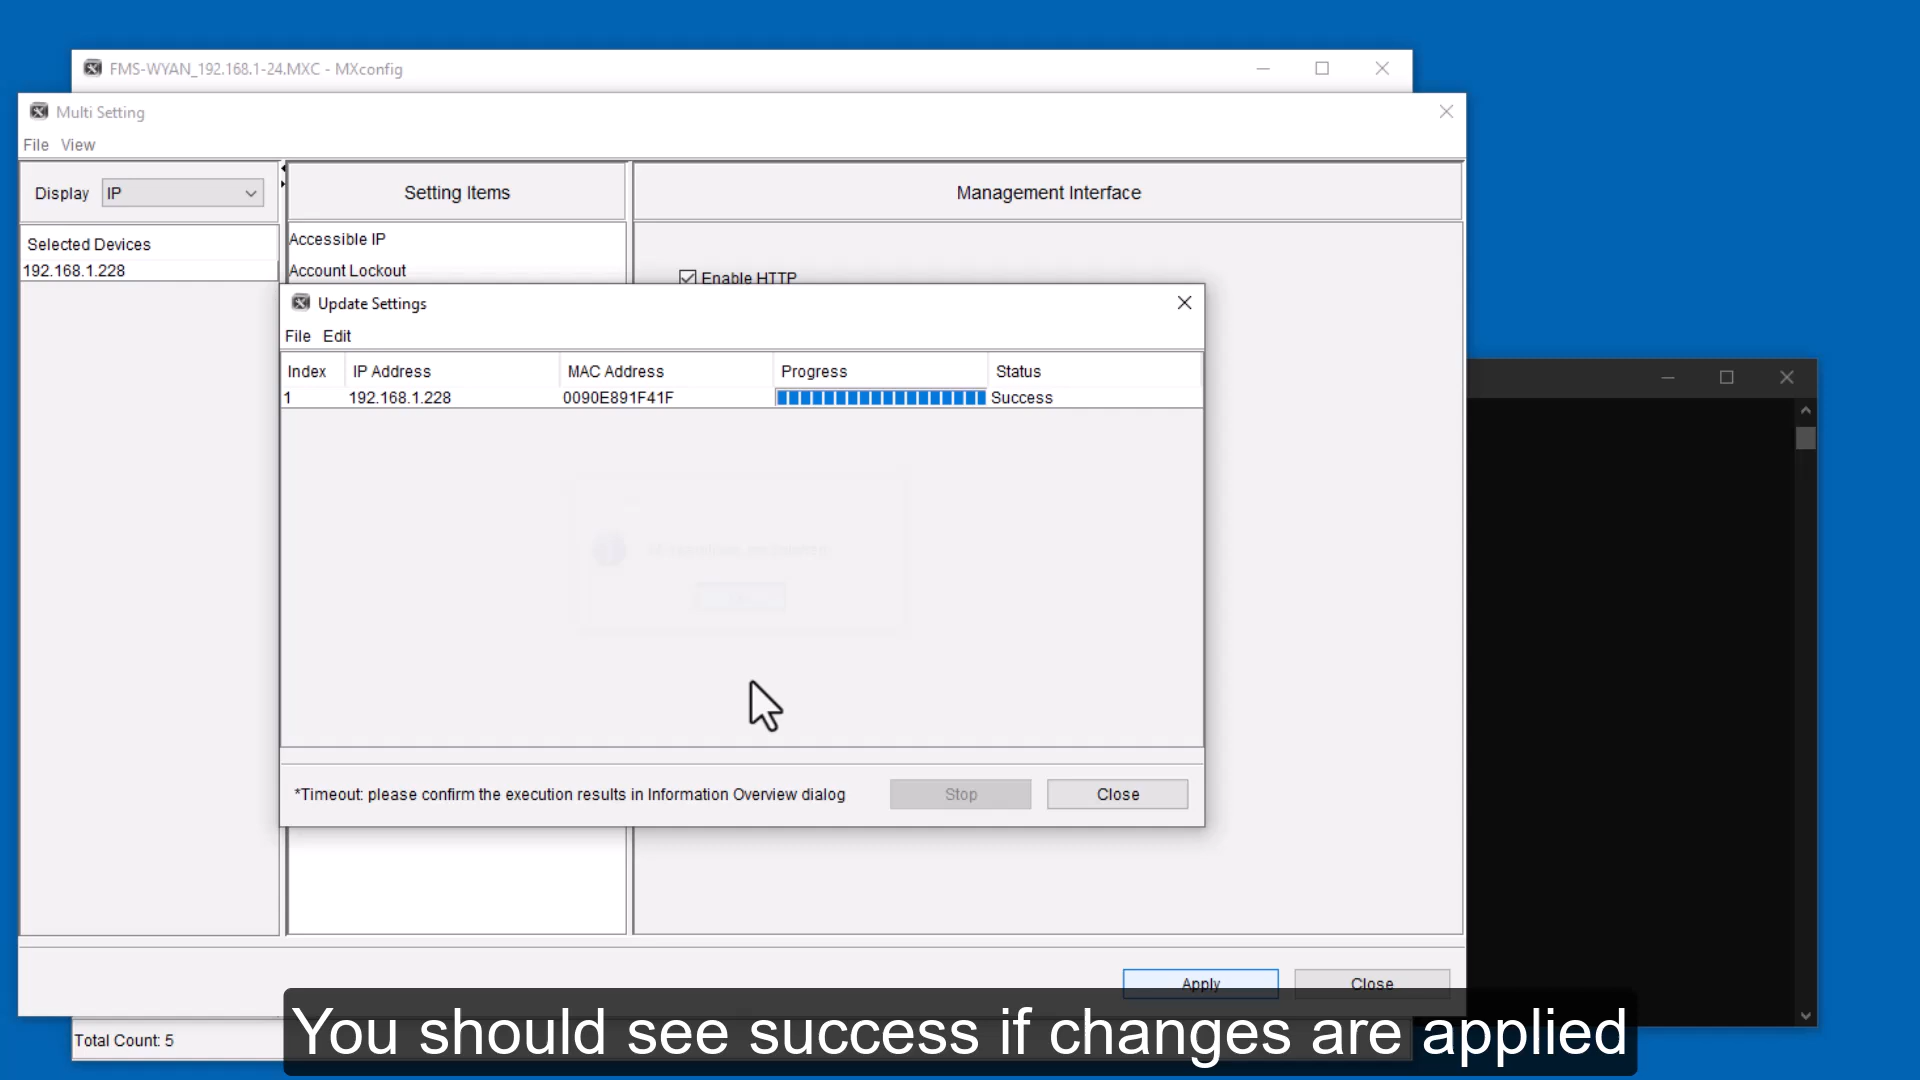 FMS-WYAN_192.168.1-24.MXC - MXconfig
Multi Setting
File View
Display IP
Setting Items
Management Interface
Selected Devices
192.168.1.228
Accessible IP
Account Lockout
Enable HTTP
Update Settings
File Edit
Index IP Address MAC Address Progress Status
1 192.168.1.228 0090E891F41F Success
*Timeout: please confirm the execution results in Information Overview dialog
Stop Close
Apply Close
Total Count: 5
You should see success if changes are applied